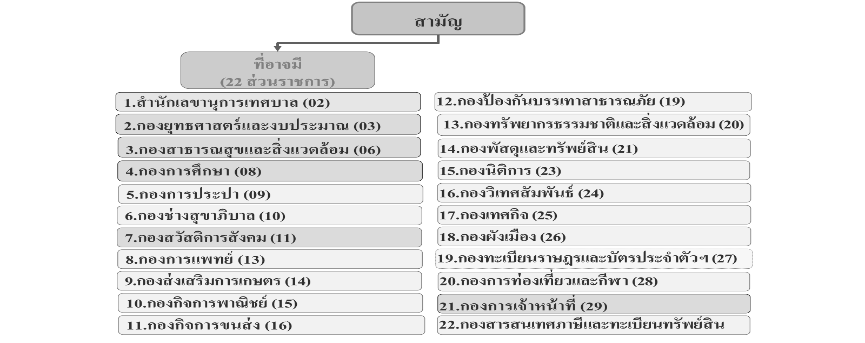 สามัญ
ที่อาจมี
(22 ส่วนราชการ)
1.สำนักเลขานุการเทศบาล (02)
2.กองยุทธศาสตร์และงบประมาณ (03)
3.กองสาธารณสุขและสิ่งแวดล้อม (06)
4.กองการศึกษา (08)
5.กองการประปา (09)
6.กองช่างสุขาภิบาล (10)
7.กองสวัสดิการสังคม (11)
8.กองการแพทย์ (13)
9.กองส่งเสริมการเกษตร (14)
10.กองกิจการพาณิชย์ (15)
11.กองกิจการขนส่ง (16)
12.กองป้องกันบรรเทาสาธารณภัย (19)
13.กองทรัพยากรธรรมชาติและสิ่งแวดล้อม (20)
14.กองพัสดุและทรัพย์สิน (21)
15.กองนิติการ (23)
16.กองวิเทศสัมพันธ์ (24)
17.กองเทศกิจ (25)
18.กองผังเมือง (26)
19.กองทะเบียนราษฎรและบัตรประจำตัวฯ (27)
20.กองการท่องเที่ยวและกีฬา (28)
21.กองการเจ้าหน้าที่ (29)
22.กองสารสนเทศภาษีและทะเบียนทรัพย์สิน